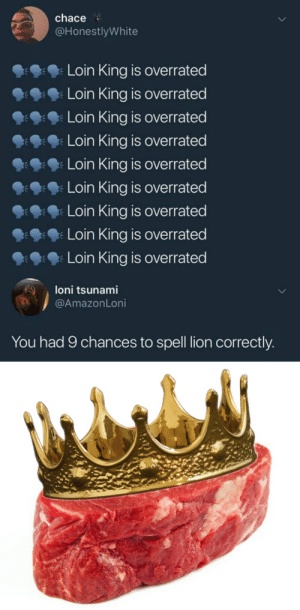 chace
@HonestlyWhite
Loin King is overrated
Loin King is overrated
Loin King is overrated
Loin King is overrated
Loin King is overrated
Loin King is overrated
Loin King is overrated
Loin King is overrated
Loin King is overrated
loni tsunami
@AmazonLoni
You had 9 chances to spell lion correctly.